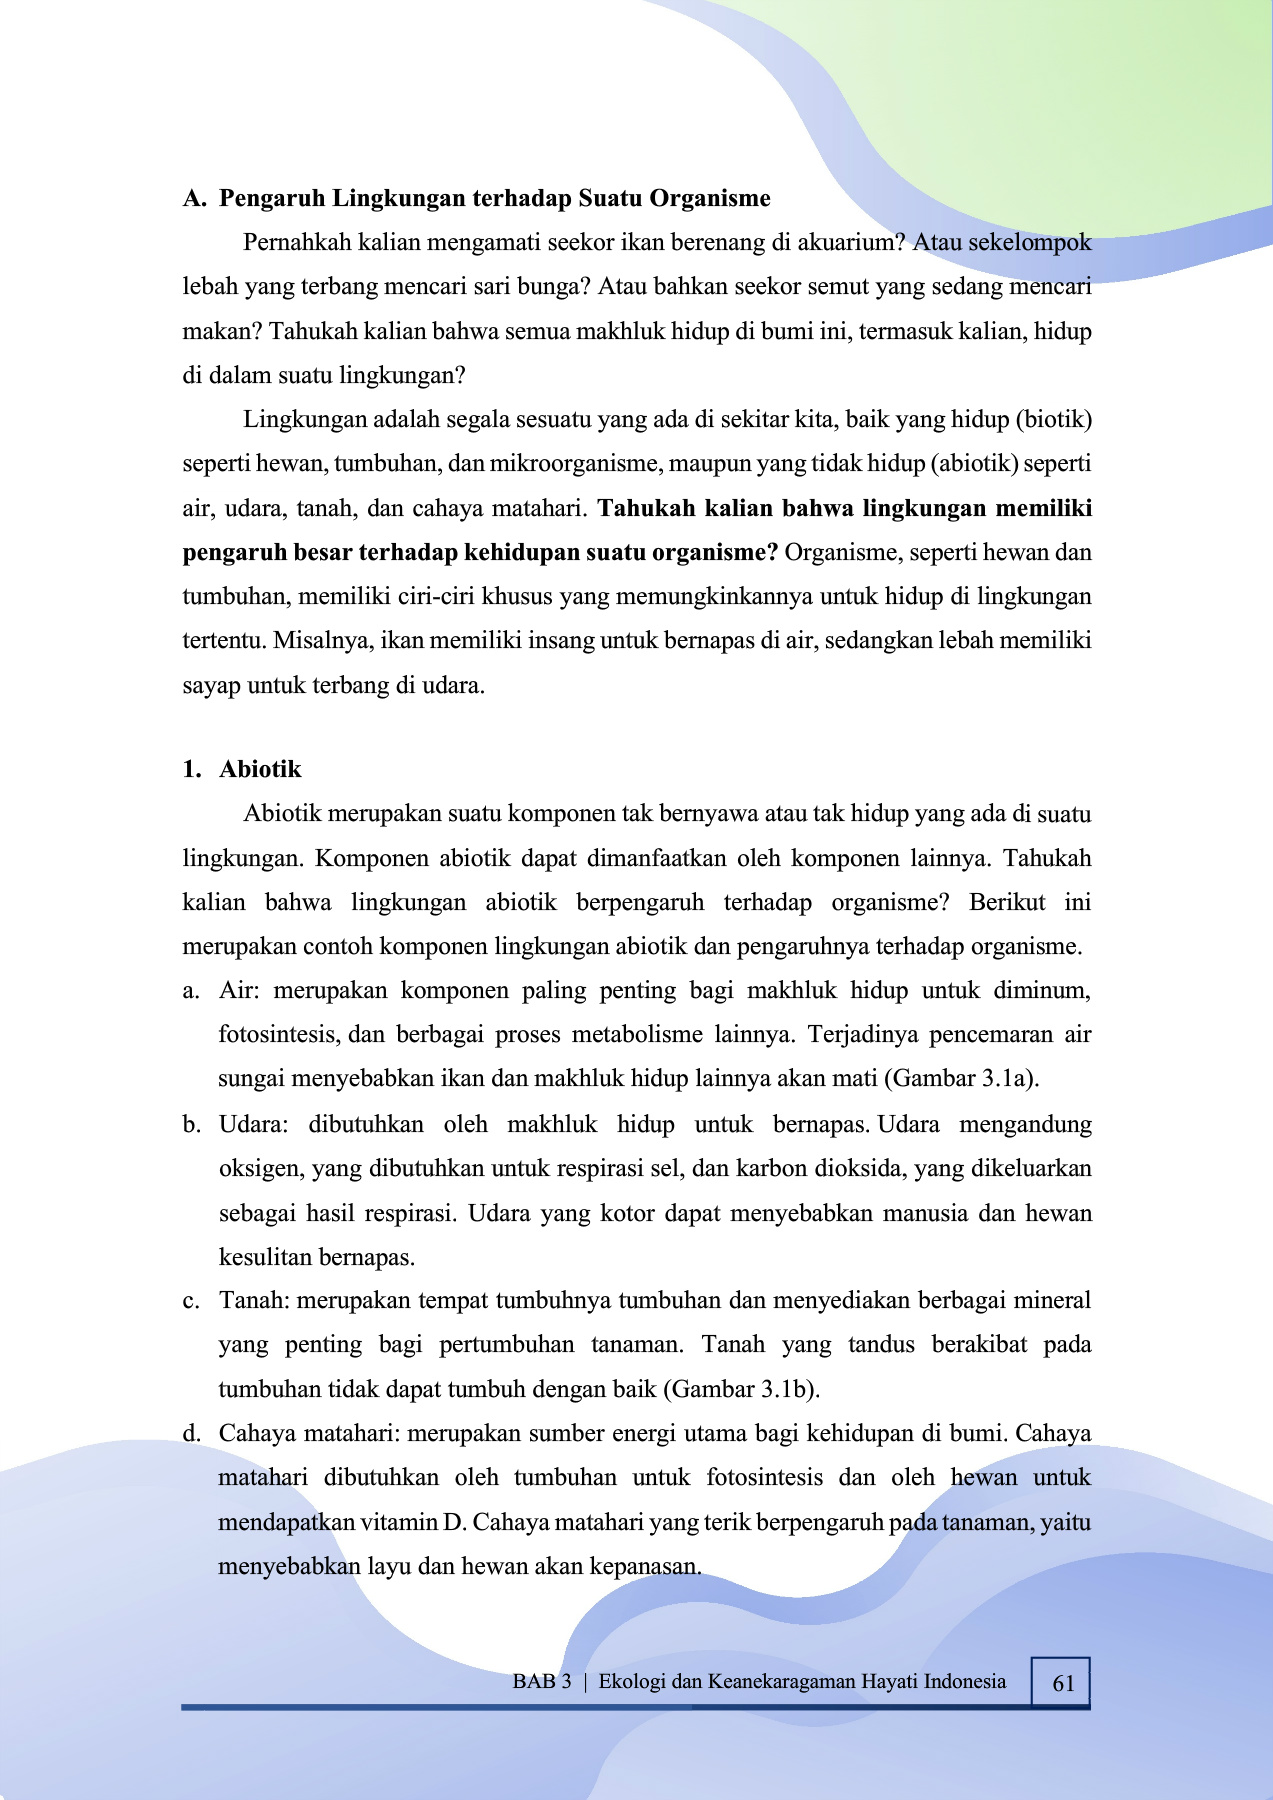 A. Pengaruh Lingkungan terhadap Suatu Organisme
Pernahkah kalian mengamati seekor ikan berenang di akuarium? Atau sekelompok
lebah yang terbang mencari sari bunga? Atau bahkan seekor semut yang sedang mencari
makan? Tahukah kalian bahwa semua makhluk hidup di bumi ini, termasuk kalian, hidup
di dalam suatu lingkungan?
Lingkungan adalah segala sesuatu yang ada di sekitar kita, baik yang hidup (biotik)
seperti hewan, tumbuhan, dan mikroorganisme, maupun yang tidak hidup (abiotik) seperti
air, udara, tanah, dan cahaya matahari. Tahukah kalian bahwa lingkungan memiliki
pengaruh besar terhadap kehidupan suatu organisme? Organisme, seperti hewan dan
tumbuhan, memiliki ciri-ciri khusus yang memungkinkannya untuk hidup di lingkungan
tertentu. Misalnya, ikan memiliki insang untuk bernapas di air, sedangkan lebah memiliki
sayap untuk terbang di udara.
1. Abiotik
Abiotik merupakan suatu komponen tak bernyawa atau tak hidup yang ada di suatu
lingkungan. Komponen abiotik dapat dimanfaatkan oleh komponen lainnya. Tahukah
kalian bahwa lingkungan abiotik berpengaruh terhadap organisme? Berikut ini
merupakan contoh komponen lingkungan abiotik dan pengaruhnya terhadap organisme.
a. Air: merupakan komponen paling penting bagi makhluk hidup untuk diminum,
fotosintesis, dan berbagai proses metabolisme lainnya. Terjadinya pencemaran air
sungai menyebabkan ikan dan makhluk hidup lainnya akan mati (Gambar 3.1a).
b. Udara: dibutuhkan oleh makhluk hidup untuk bernapas. Udara mengandung
oksigen, yang dibutuhkan untuk respirasi sel, dan karbon dioksida, yang dikeluarkan
sebagai hasil respirasi. Udara yang kotor dapat menyebabkan manusia dan hewan
kesulitan bernapas.
c. Tanah: merupakan tempat tumbuhnya tumbuhan dan menyediakan berbagai mineral
yang penting bagi pertumbuhan tanaman. Tanah yang tandus berakibat pada
tumbuhan tidak dapat tumbuh dengan baik (Gambar 3.1b).
d. Cahaya matahari: merupakan sumber energi utama bagi kehidupan di bumi. Cahaya
matahari dibutuhkan oleh tumbuhan untuk fotosintesis dan oleh hewan untuk
mendapatkan vitamin D. Cahaya matahari yang terik berpengaruh pada tanaman, yaitu
menyebabkan layu dan hewan akan kepanasan.
BAB 3 | Ekologi dan Keanekaragaman Hayati Indonesia 61